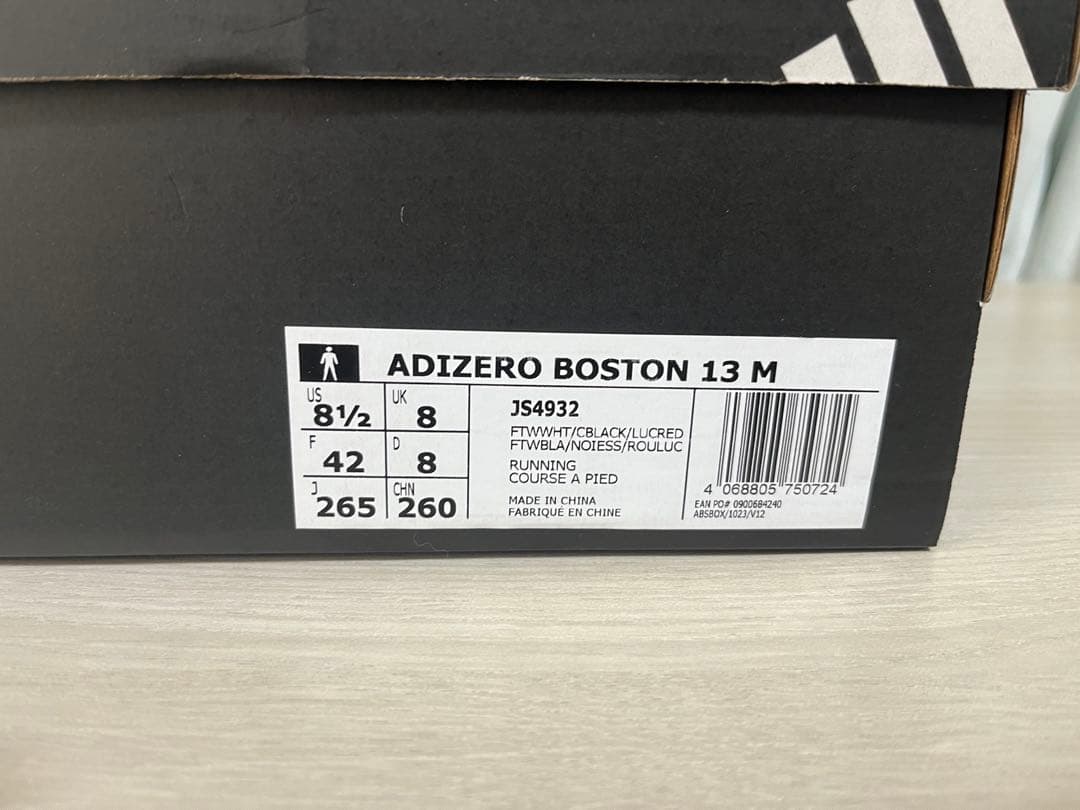 ADIZERO BOSTON 13 M
US 8½ UK 8
F 42 D 8
J 265 CHN 260
JS4932
FTWWHT/CBLACK/LUCRED
FTWBLA/NOIESS/ROULUC
RUNNING
COURSE A PIED
MADE IN CHINA
FABRIQUÉ EN CHINE
4 068805 750724
EAN PO# 0900684240
ABSBOX/1023/V12